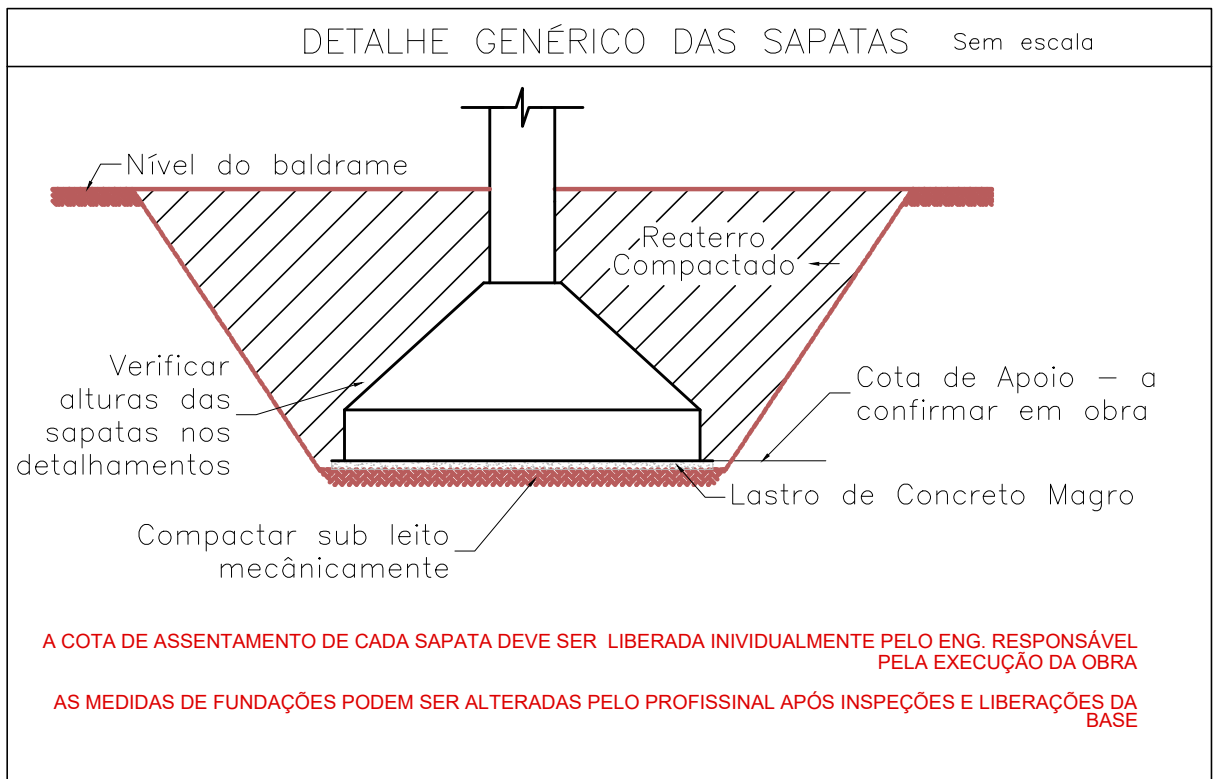 DETALHE GENÉRICO DAS SAPATAS Sem escala
Nível do baldrame
Reaterro
Compactado
Verificar
alturas das
sapatas nos
detalhamentos
Cota de Apoio – a
confirmar em obra
Lastro de Concreto Magro
Compactar sub leito
mecânicamente
A COTA DE ASSENTAMENTO DE CADA SAPATA DEVE SER LIBERADA INIVIDUALMENTE PELO ENG. RESPONSÁVEL
PELA EXECUÇÃO DA OBRA
AS MEDIDAS DE FUNDAÇÕES PODEM SER ALTERADAS PELO PROFISSINAL APÓS INSPEÇÕES E LIBERAÇÕES DA
BASE